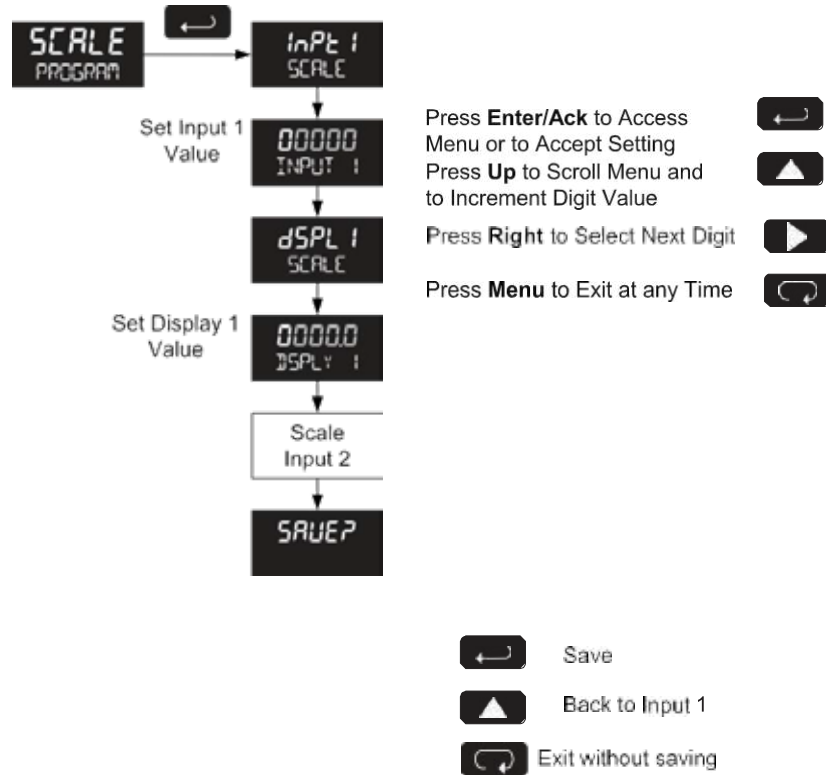 SCALE
PROGRAM
InPt 1
SCALE
Set Input 1
Value
00000
INPUT 1
dSPL 1
SCALE
Set Display 1
Value
0000.0
DSPLY 1
Scale
Input 2
SAVE?
Press Enter/Ack to Access
Menu or to Accept Setting
Press Up to Scroll Menu and
to Increment Digit Value
Press Right to Select Next Digit
Press Menu to Exit at any Time
Save
Back to Input 1
Exit without saving